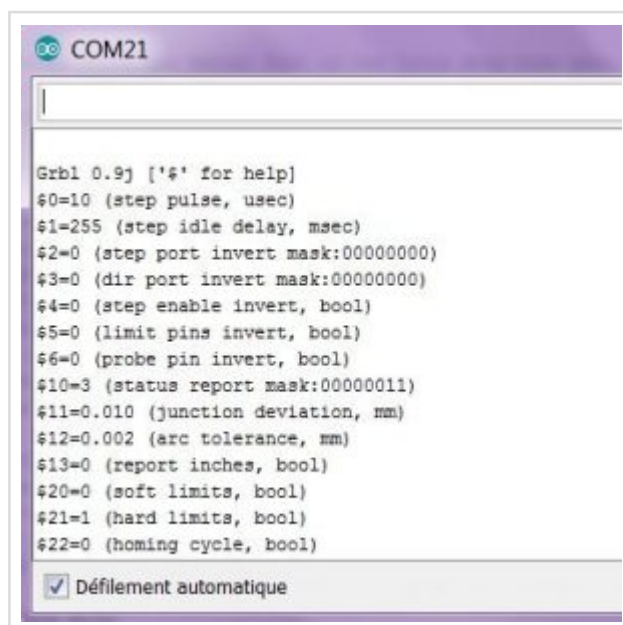 COM21
Grbl 0.9j ['$' for help]
$0=10 (step pulse, usec)
$1=255 (step idle delay, msec)
$2=0 (step port invert mask:00000000)
$3=0 (dir port invert mask:00000000)
$4=0 (step enable invert, bool)
$5=0 (limit pins invert, bool)
$6=0 (probe pin invert, bool)
$10=3 (status report mask:00000011)
$11=0.010 (junction deviation, mm)
$12=0.002 (arc tolerance, mm)
$13=0 (report inches, bool)
$20=0 (soft limits, bool)
$21=1 (hard limits, bool)
$22=0 (homing cycle, bool)
Défilement automatique